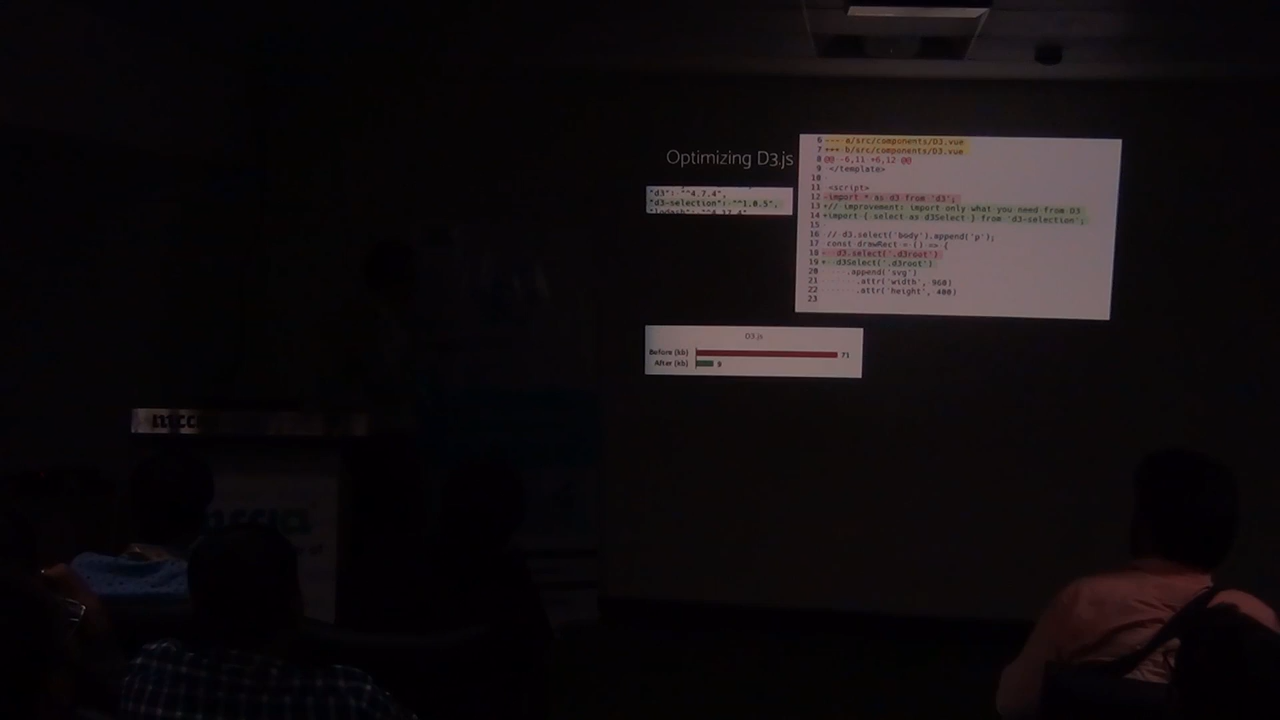 Optimizing D3.js
"d3": "^4.7.4",
"d3-selection": "^1.0.5",
"lodash": "^4.17.4"
6 --- a/src/components/D3.vue
7 +++ b/src/components/D3.vue
8 @@ -6,11 +6,12 @@
9 </template>
10
11 <script>
12 -import * as d3 from 'd3';
13 +// improvement: import only what you need from D3
14 +import { select as d3Select } from 'd3-selection';
15
16 // d3.select('body').append('p');
17 const drawRect = () => {
18 - d3.select('.d3root')
19 + d3Select('.d3root')
20 .append('svg')
21 .attr('width', 960)
22 .attr('height', 400)
23
D3.js
Before (kb) 71
After (kb) 9